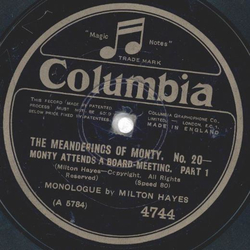 "Magic Notes"
TRADE MARK
Columbia
THE MEANDERINGS OF MONTY. No. 20—
MONTY ATTENDS A BOARD-MEETING. PART 1
(Milton Hayes—Copyright. All Rights
Reserved) (Speed 80)
MONOLOGUE by MILTON HAYES
(A 5784)
4744
COLUMBIA GRAPHOPHONE CO.
LONDON
MADE IN ENGLAND